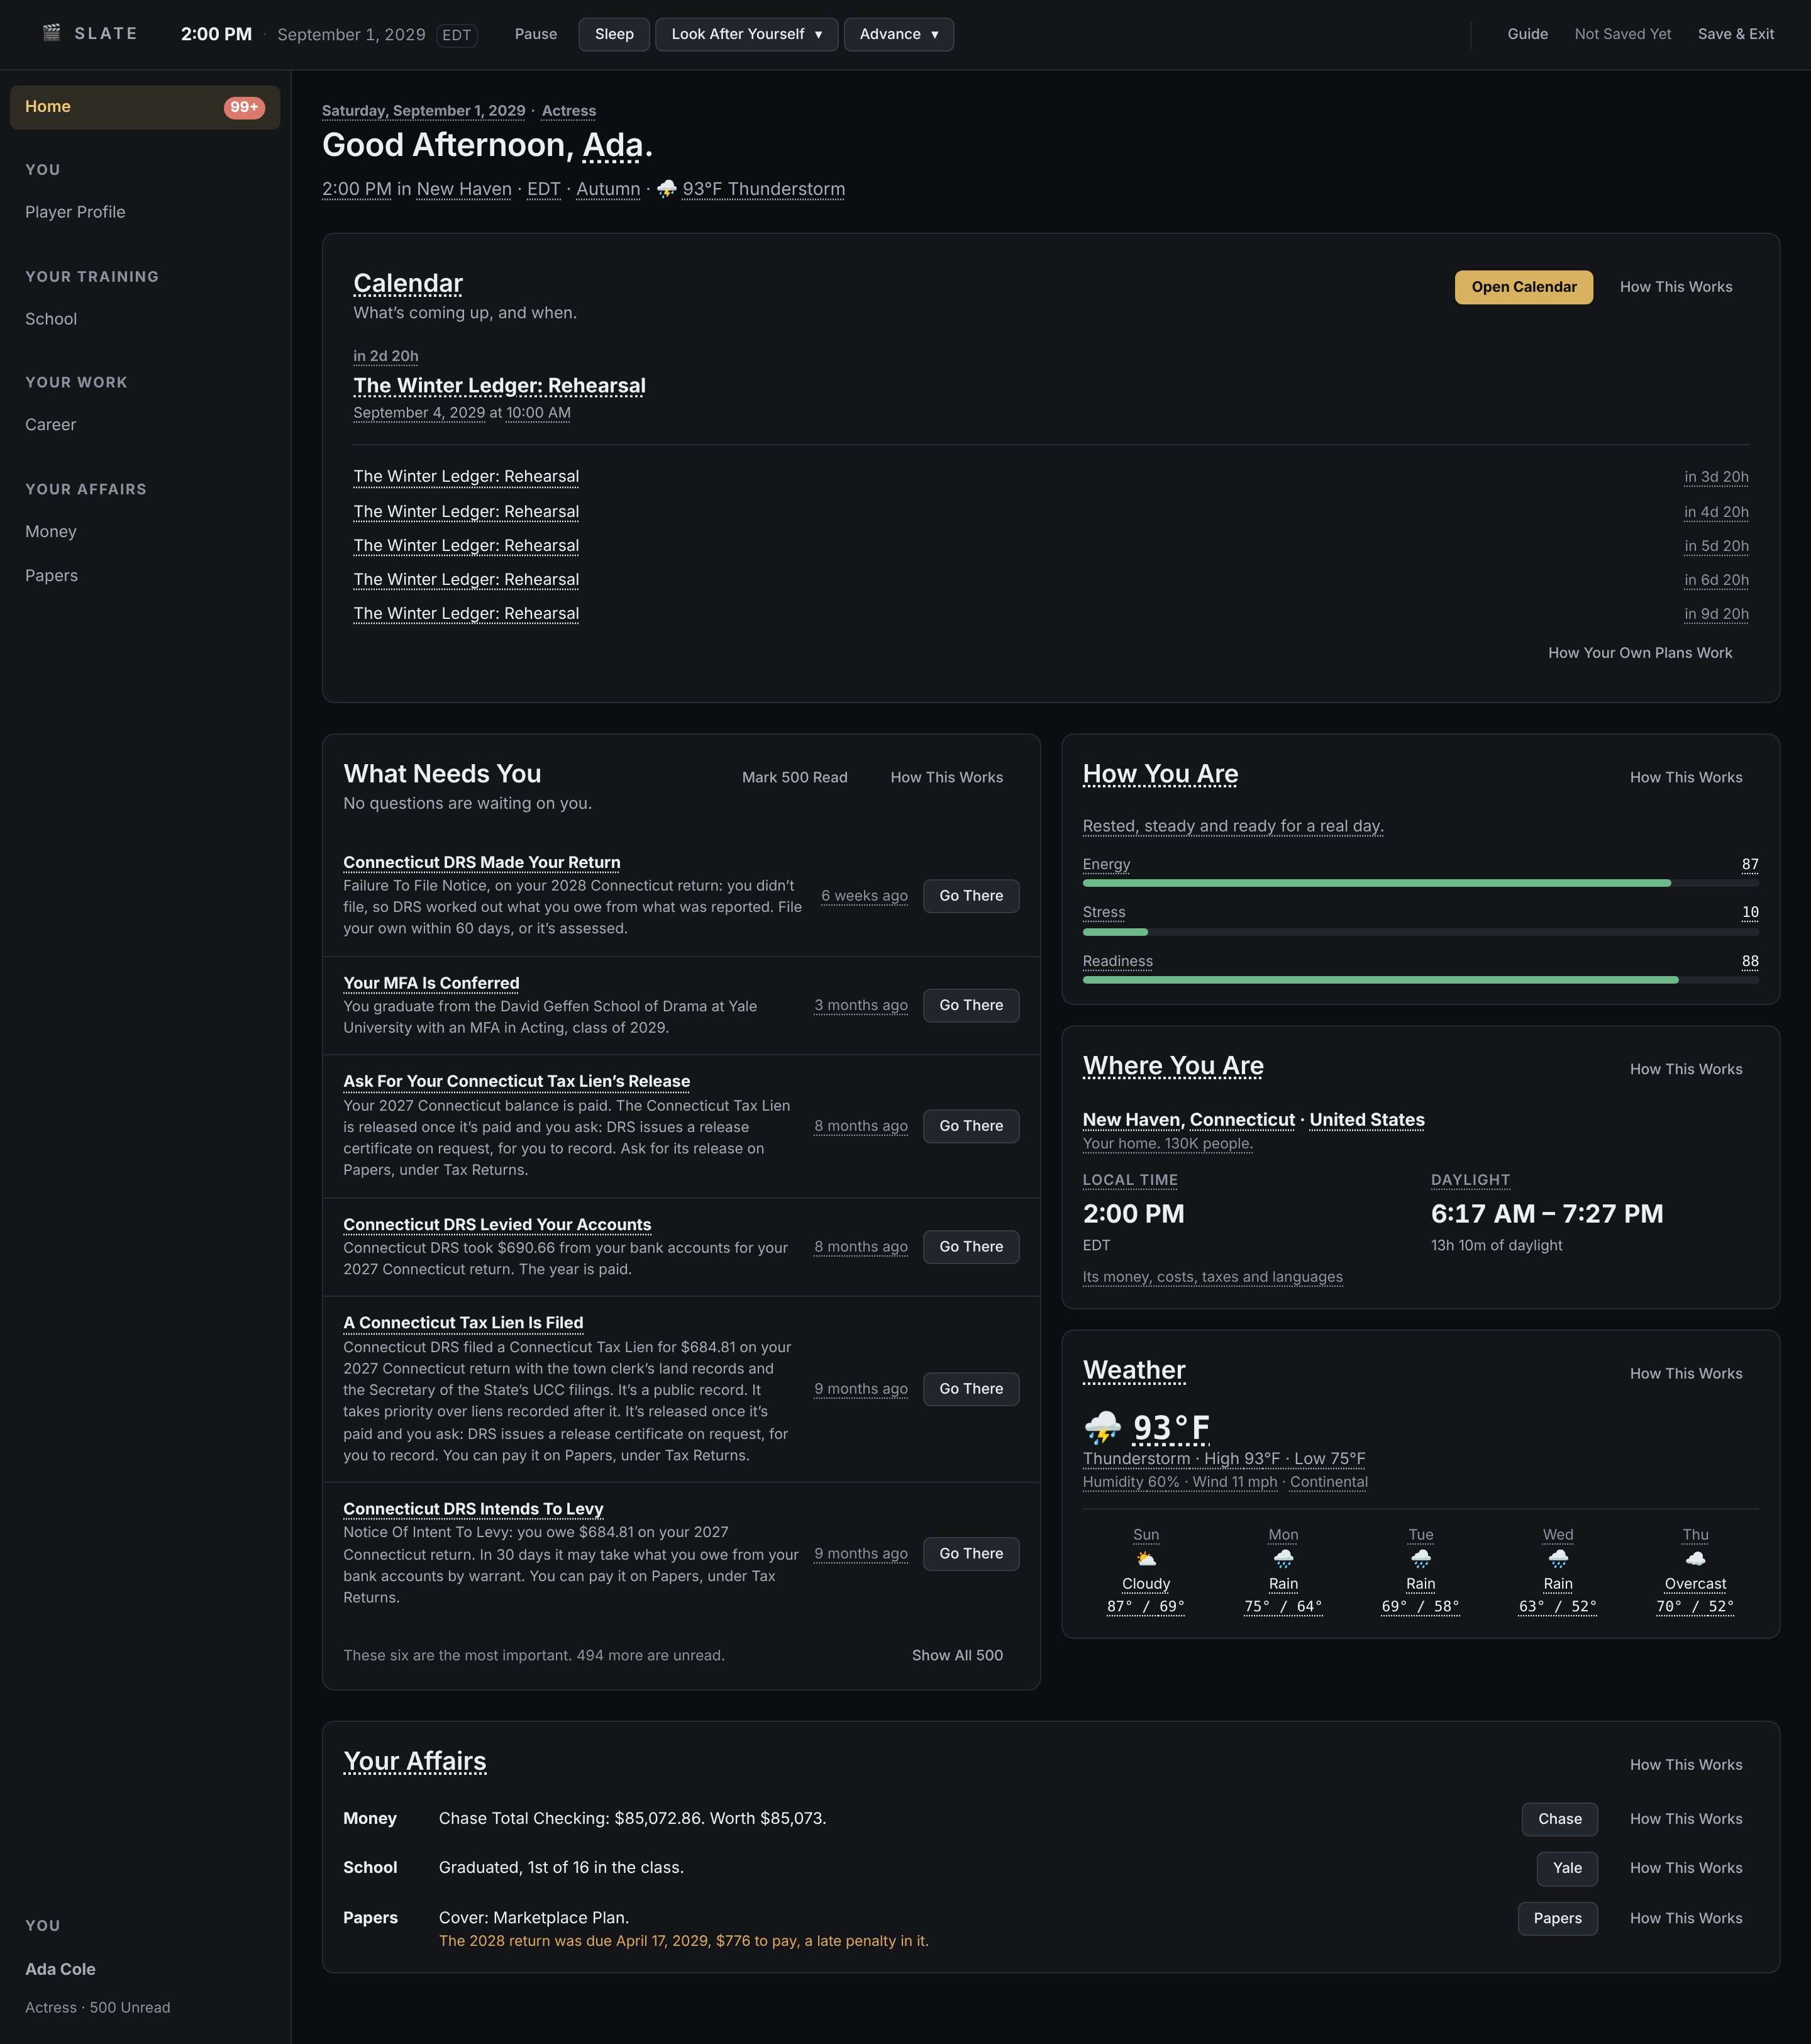 🎬 SLATE
2:00 PM · September 1, 2029 EDT
Pause
Sleep
Look After Yourself ▾
Advance ▾
Guide
Not Saved Yet
Save & Exit
Home
99+
YOU
Player Profile
YOUR TRAINING
School
YOUR WORK
Career
YOUR AFFAIRS
Money
Papers
Saturday, September 1, 2029 · Actress
Good Afternoon, Ada.
2:00 PM in New Haven · EDT · Autumn · ⛈️ 93°F Thunderstorm
Calendar
Open Calendar
How This Works
What’s coming up, and when.
in 2d 20h
The Winter Ledger: Rehearsal
September 4, 2029 at 10:00 AM
The Winter Ledger: Rehearsal in 3d 20h
The Winter Ledger: Rehearsal in 4d 20h
The Winter Ledger: Rehearsal in 5d 20h
The Winter Ledger: Rehearsal in 6d 20h
The Winter Ledger: Rehearsal in 9d 20h
How Your Own Plans Work
What Needs You
Mark 500 Read
How This Works
No questions are waiting on you.
Connecticut DRS Made Your Return
Failure To File Notice, on your 2028 Connecticut return: you didn’t
file, so DRS worked out what you owe from what was reported. File
your own within 60 days, or it’s assessed.
6 weeks ago
Go There
Your MFA Is Conferred
You graduate from the David Geffen School of Drama at Yale
University with an MFA in Acting, class of 2029.
3 months ago
Go There
Ask For Your Connecticut Tax Lien’s Release
Your 2027 Connecticut balance is paid. The Connecticut Tax Lien
is released once it’s paid and you ask: DRS issues a release
certificate on request, for you to record. Ask for its release on
Papers, under Tax Returns.
8 months ago
Go There
Connecticut DRS Levied Your Accounts
Connecticut DRS took $690.66 from your bank accounts for your
2027 Connecticut return. The year is paid.
8 months ago
Go There
A Connecticut Tax Lien Is Filed
Connecticut DRS filed a Connecticut Tax Lien for $684.81 on your
2027 Connecticut return with the town clerk’s land records and
the Secretary of the State’s UCC filings. It’s a public record. It
takes priority over liens recorded after it. It’s released once it’s
paid and you ask: DRS issues a release certificate on request, for
you to record. You can pay it on Papers, under Tax Returns.
9 months ago
Go There
Connecticut DRS Intends To Levy
Notice Of Intent To Levy: you owe $684.81 on your 2027
Connecticut return. In 30 days it may take what you owe from your
bank accounts by warrant. You can pay it on Papers, under Tax
Returns.
9 months ago
Go There
These six are the most important. 494 more are unread.
Show All 500
How You Are
How This Works
Rested, steady and ready for a real day.
Energy 87
Stress 10
Readiness 88
Where You Are
How This Works
New Haven, Connecticut · United States
Your home. 130K people.
LOCAL TIME
2:00 PM
EDT
DAYLIGHT
6:17 AM – 7:27 PM
13h 10m of daylight
Its money, costs, taxes and languages
Weather
How This Works
⛈️ 93°F
Thunderstorm · High 93°F · Low 75°F
Humidity 60% · Wind 11 mph · Continental
Sun Mon Tue Wed Thu
Cloudy Rain Rain Rain Overcast
87° / 69° 75° / 64° 69° / 58° 63° / 52° 70° / 52°
Your Affairs
How This Works
Money Chase Total Checking: $85,072.86. Worth $85,073. Chase How This Works
School Graduated, 1st of 16 in the class. Yale How This Works
Papers Cover: Marketplace Plan. Papers How This Works
The 2028 return was due April 17, 2029, $776 to pay, a late penalty in it.
YOU
Ada Cole
Actress · 500 Unread